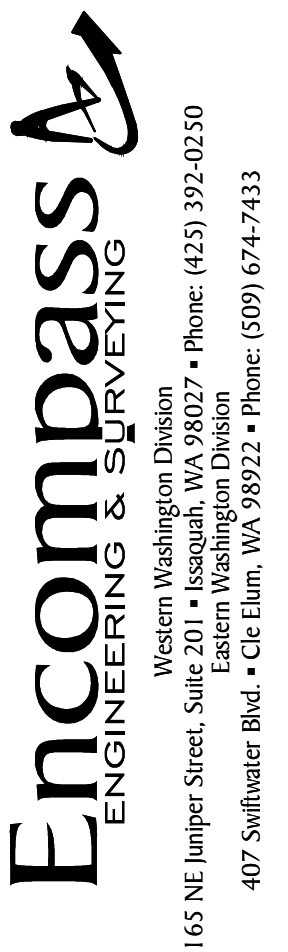 Encompass
ENGINEERING & SURVEYING
Western Washington Division
165 NE Juniper Street, Suite 201 ▪ Issaquah, WA 98027 ▪ Phone: (425) 392-0250
Eastern Washington Division
407 Swiftwater Blvd. ▪ Cle Elum, WA 98922 ▪ Phone: (509) 674-7433